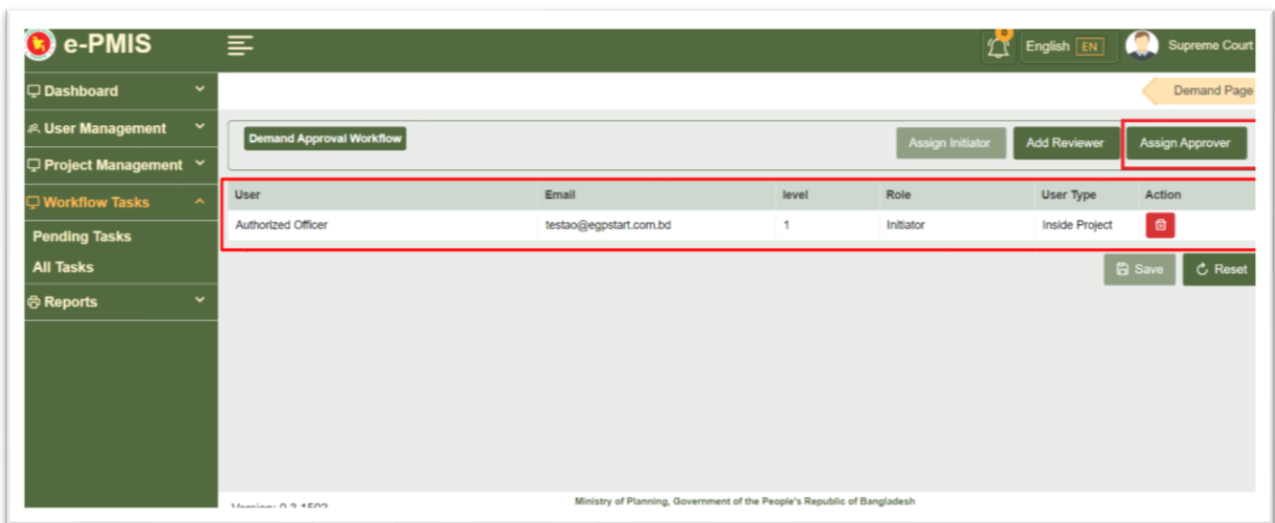 e-PMIS
English EN
Supreme Court
Dashboard
Demand Page
User Management
Demand Approval Workflow
Assign Initiator
Add Reviewer
Assign Approver
Project Management
Workflow Tasks
User Email level Role User Type Action
Authorized Officer testao@egpstart.com.bd 1 Initiator Inside Project
Pending Tasks
All Tasks
Save
Reset
Reports
Ministry of Planning, Government of the People's Republic of Bangladesh